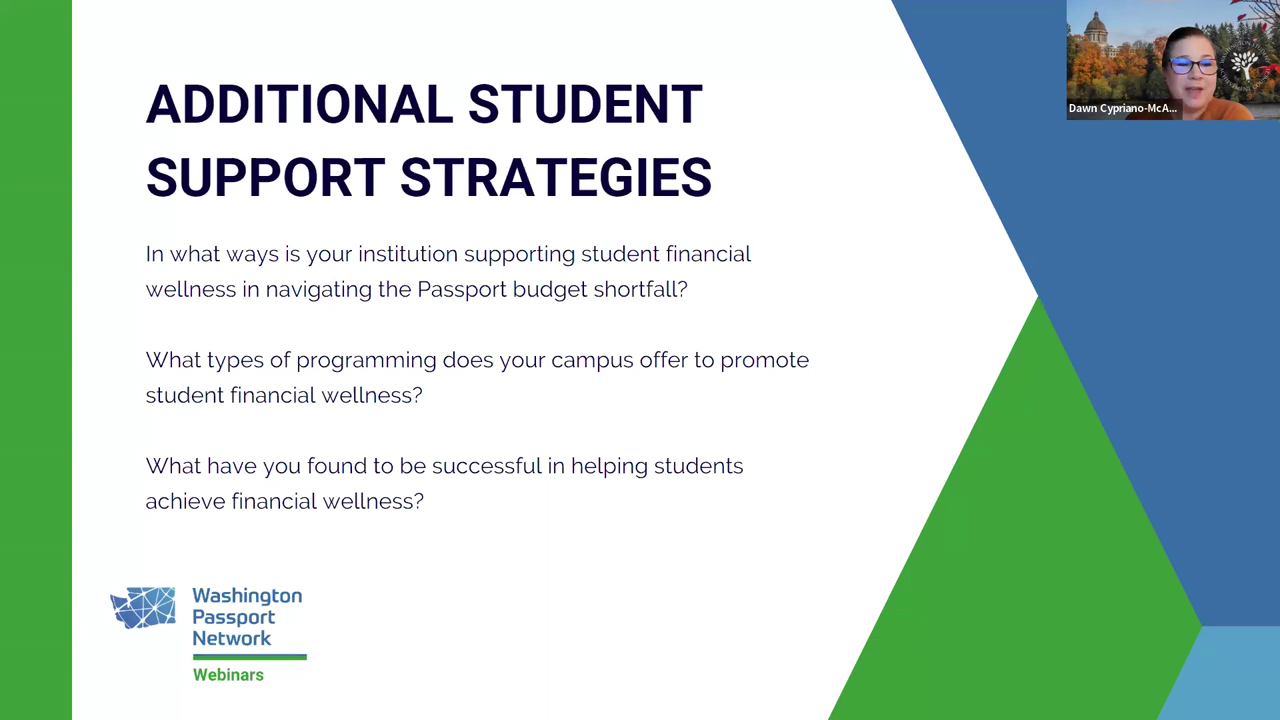 ADDITIONAL STUDENT
SUPPORT STRATEGIES
In what ways is your institution supporting student financial
wellness in navigating the Passport budget shortfall?
What types of programming does your campus offer to promote
student financial wellness?
What have you found to be successful in helping students
achieve financial wellness?
Washington
Passport
Network
Webinars
Dawn Cypriano-McA...